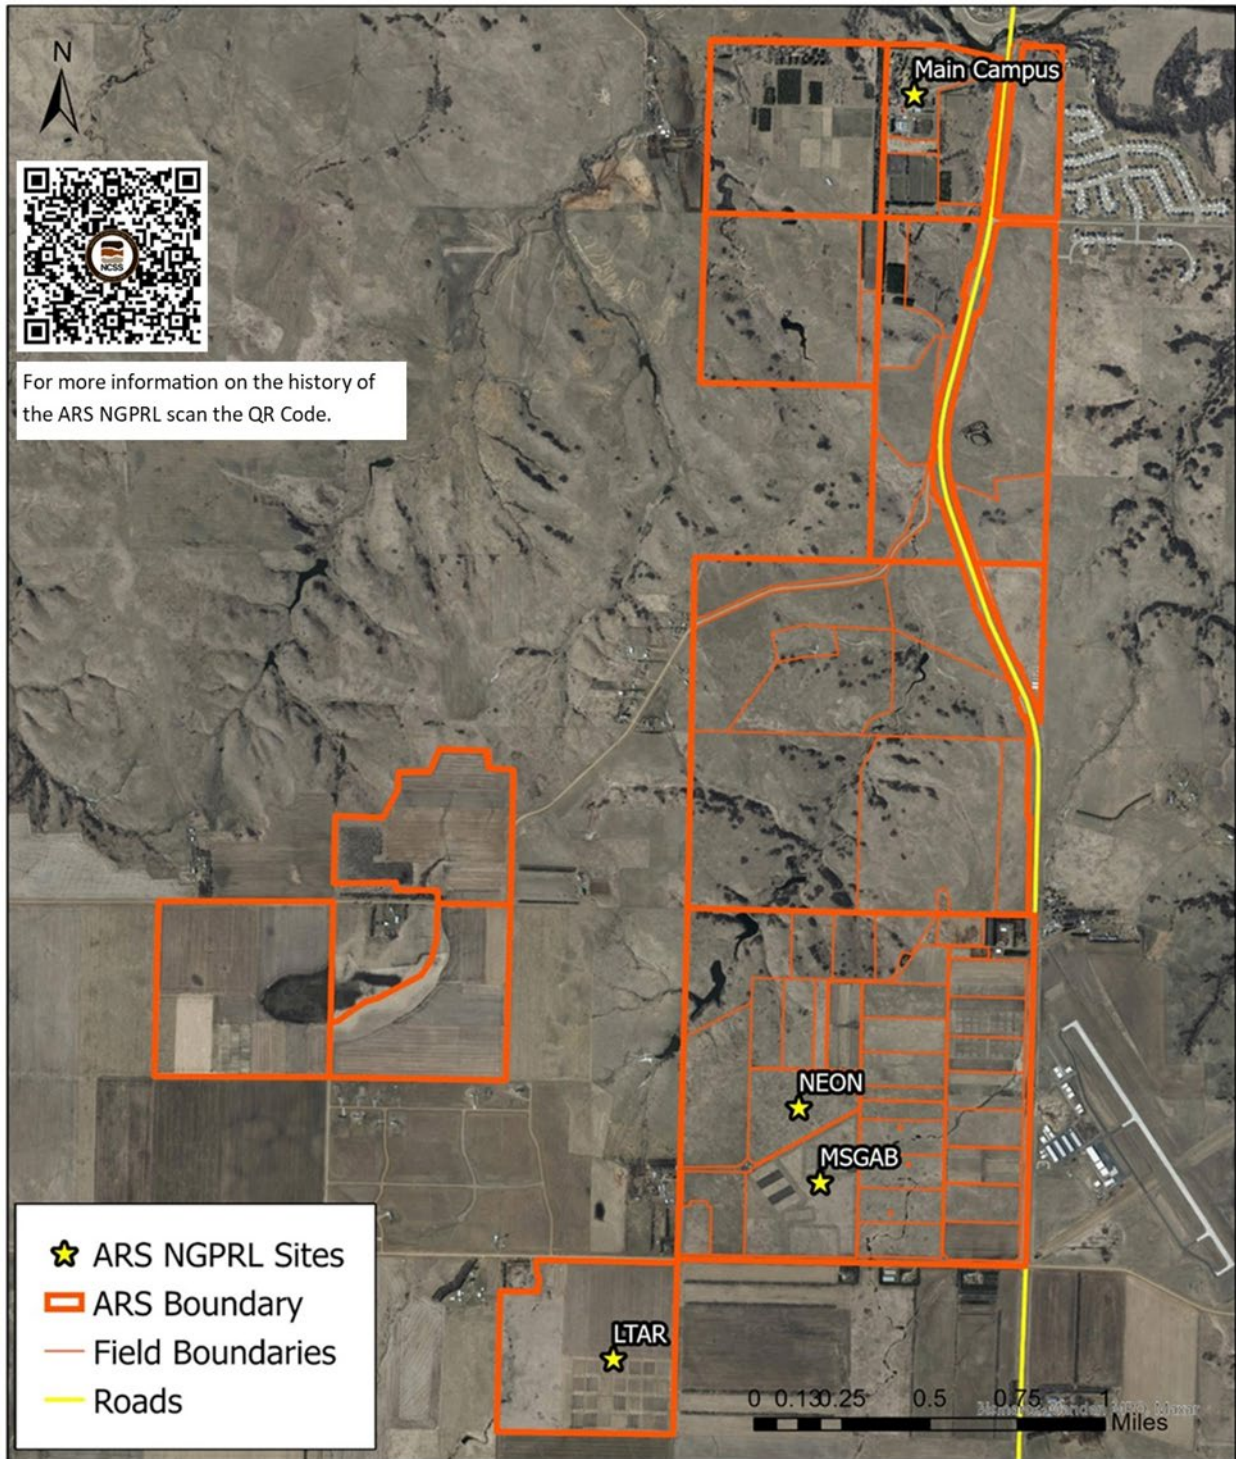 N
Main Campus
NCSS
For more information on the history of
the ARS NGPRL scan the QR Code.
NEON
MSGAB
LTAR
ARS NGPRL Sites
ARS Boundary
Field Boundaries
Roads
0 0.130.25 0.5 0.75 1
Miles